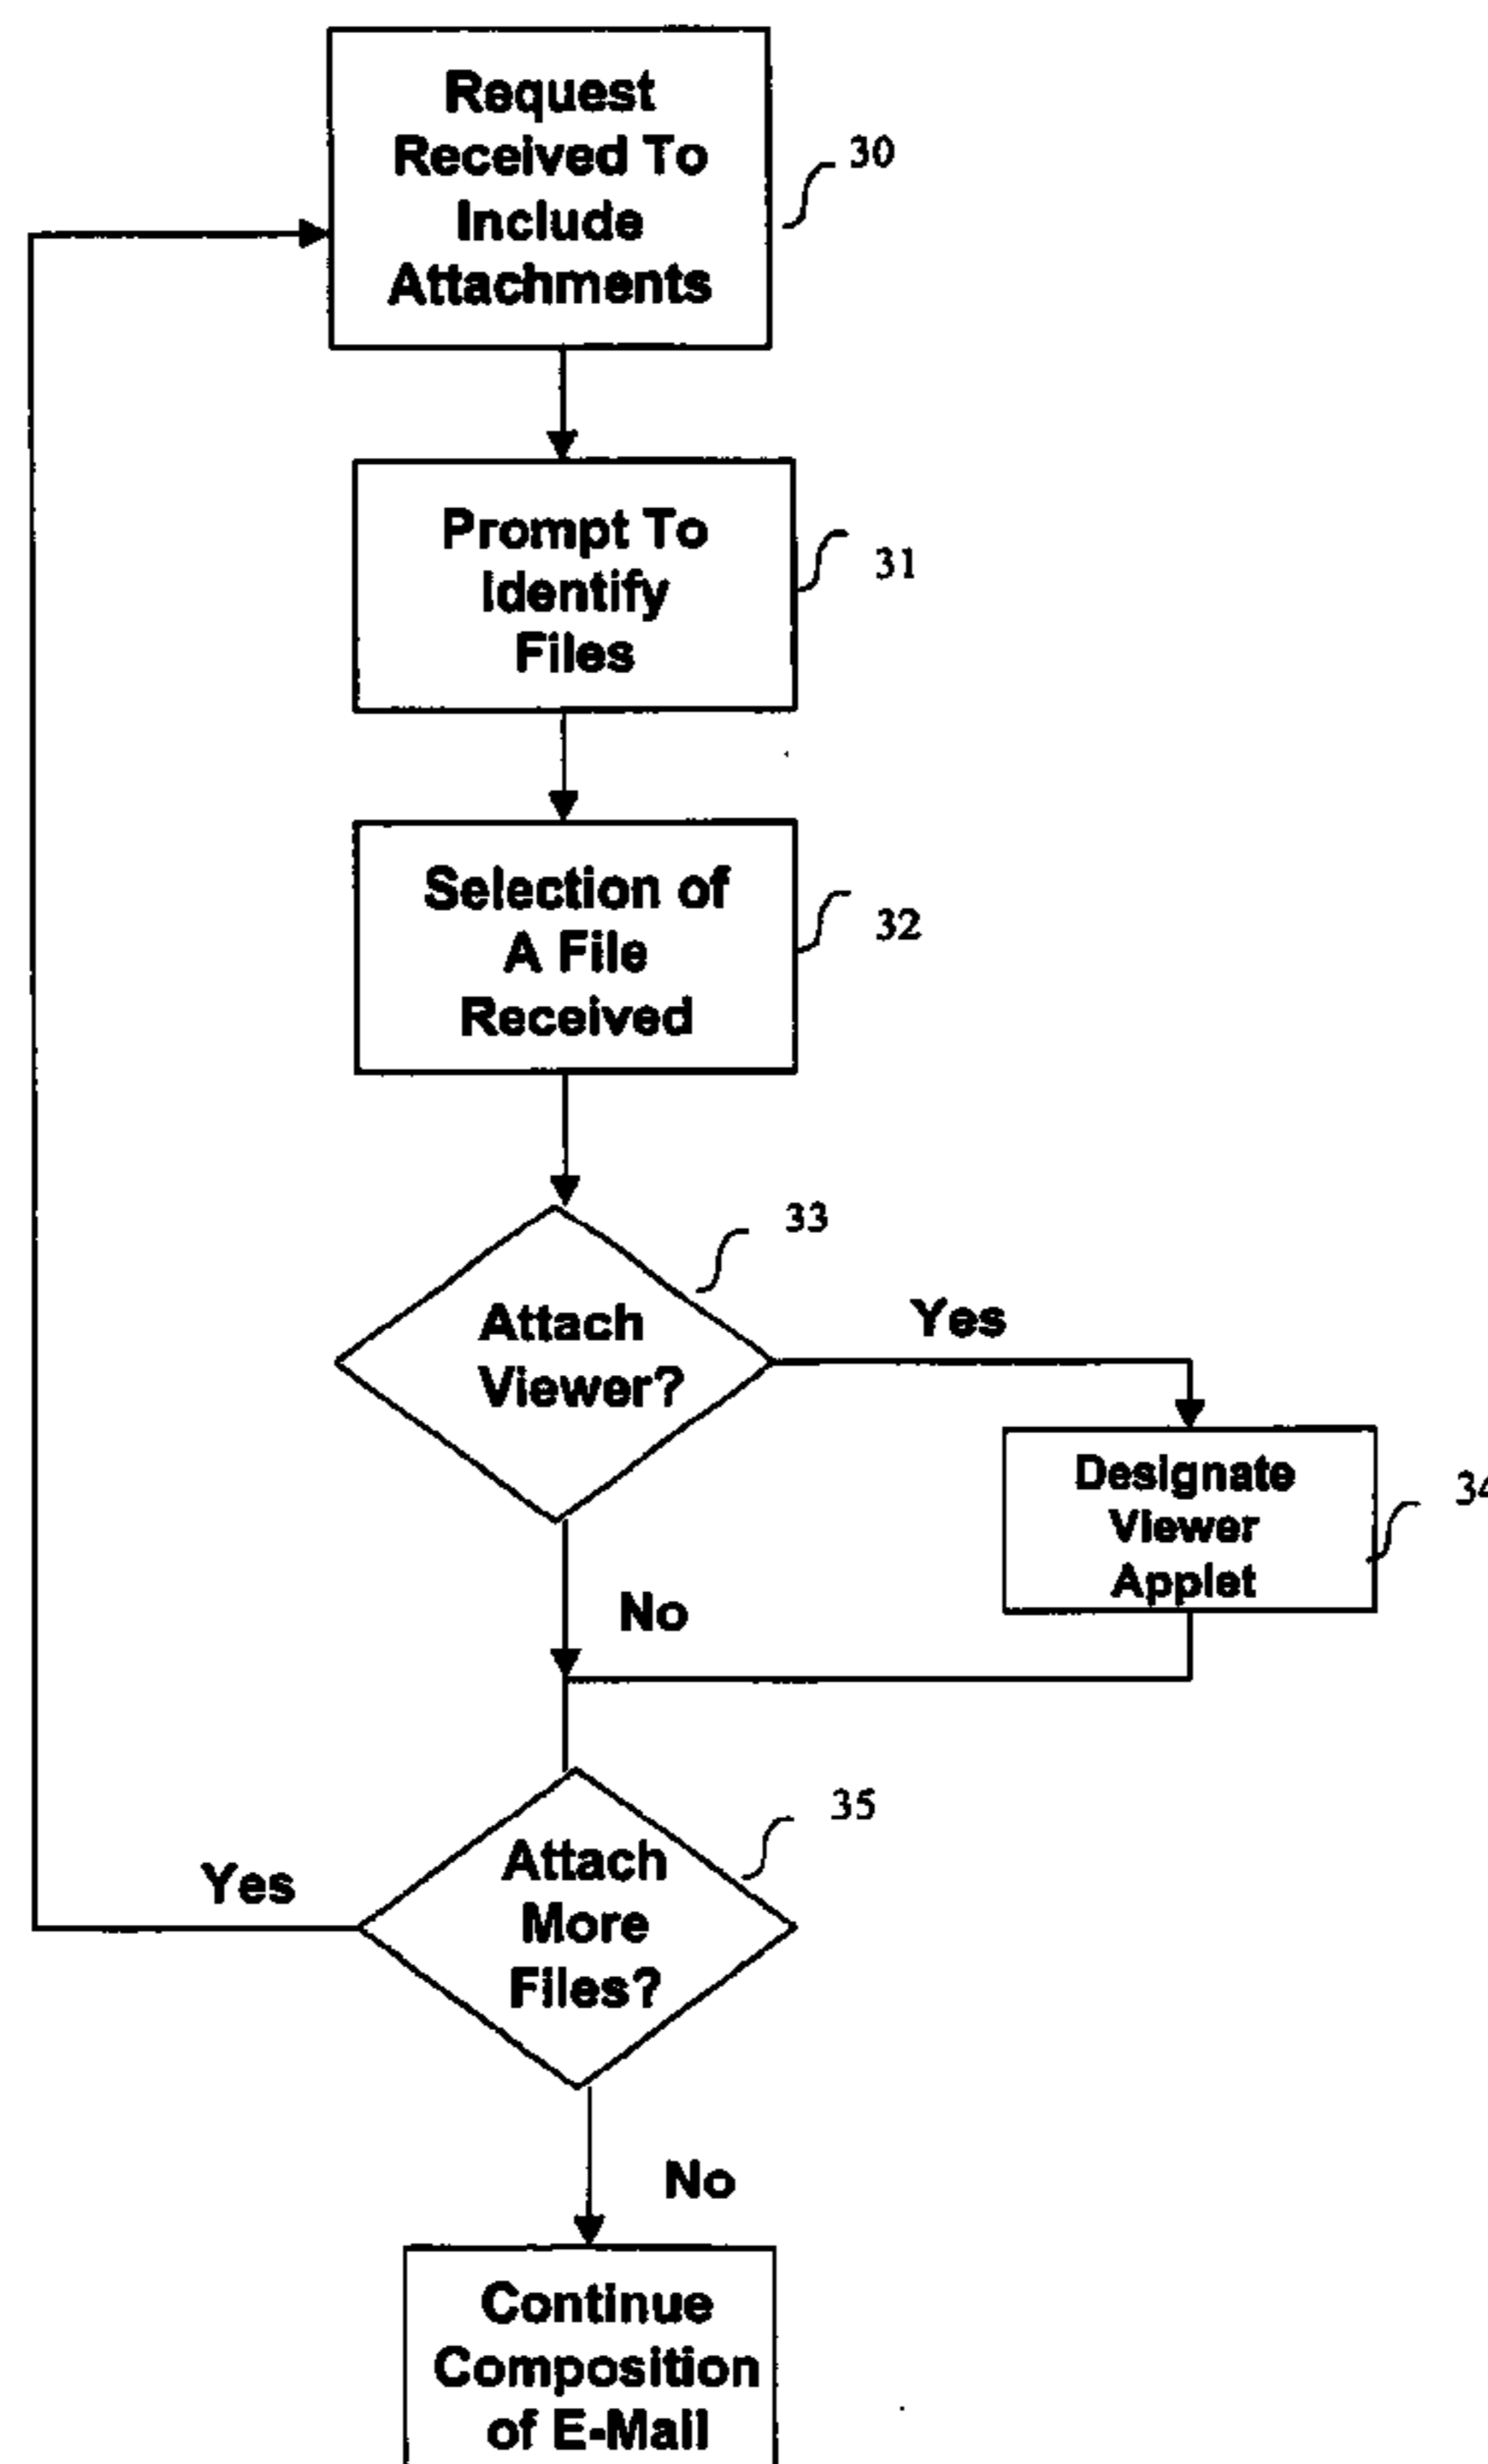 Request
Received To
Include
Attachments
30
Prompt To
Identify
Files
31
Selection of
A File
Received
32
33
Attach
Viewer?
Yes
Designate
Viewer
Applet
34
No
35
Attach
More
Files?
Yes
No
Continue
Composition
of E-Mail